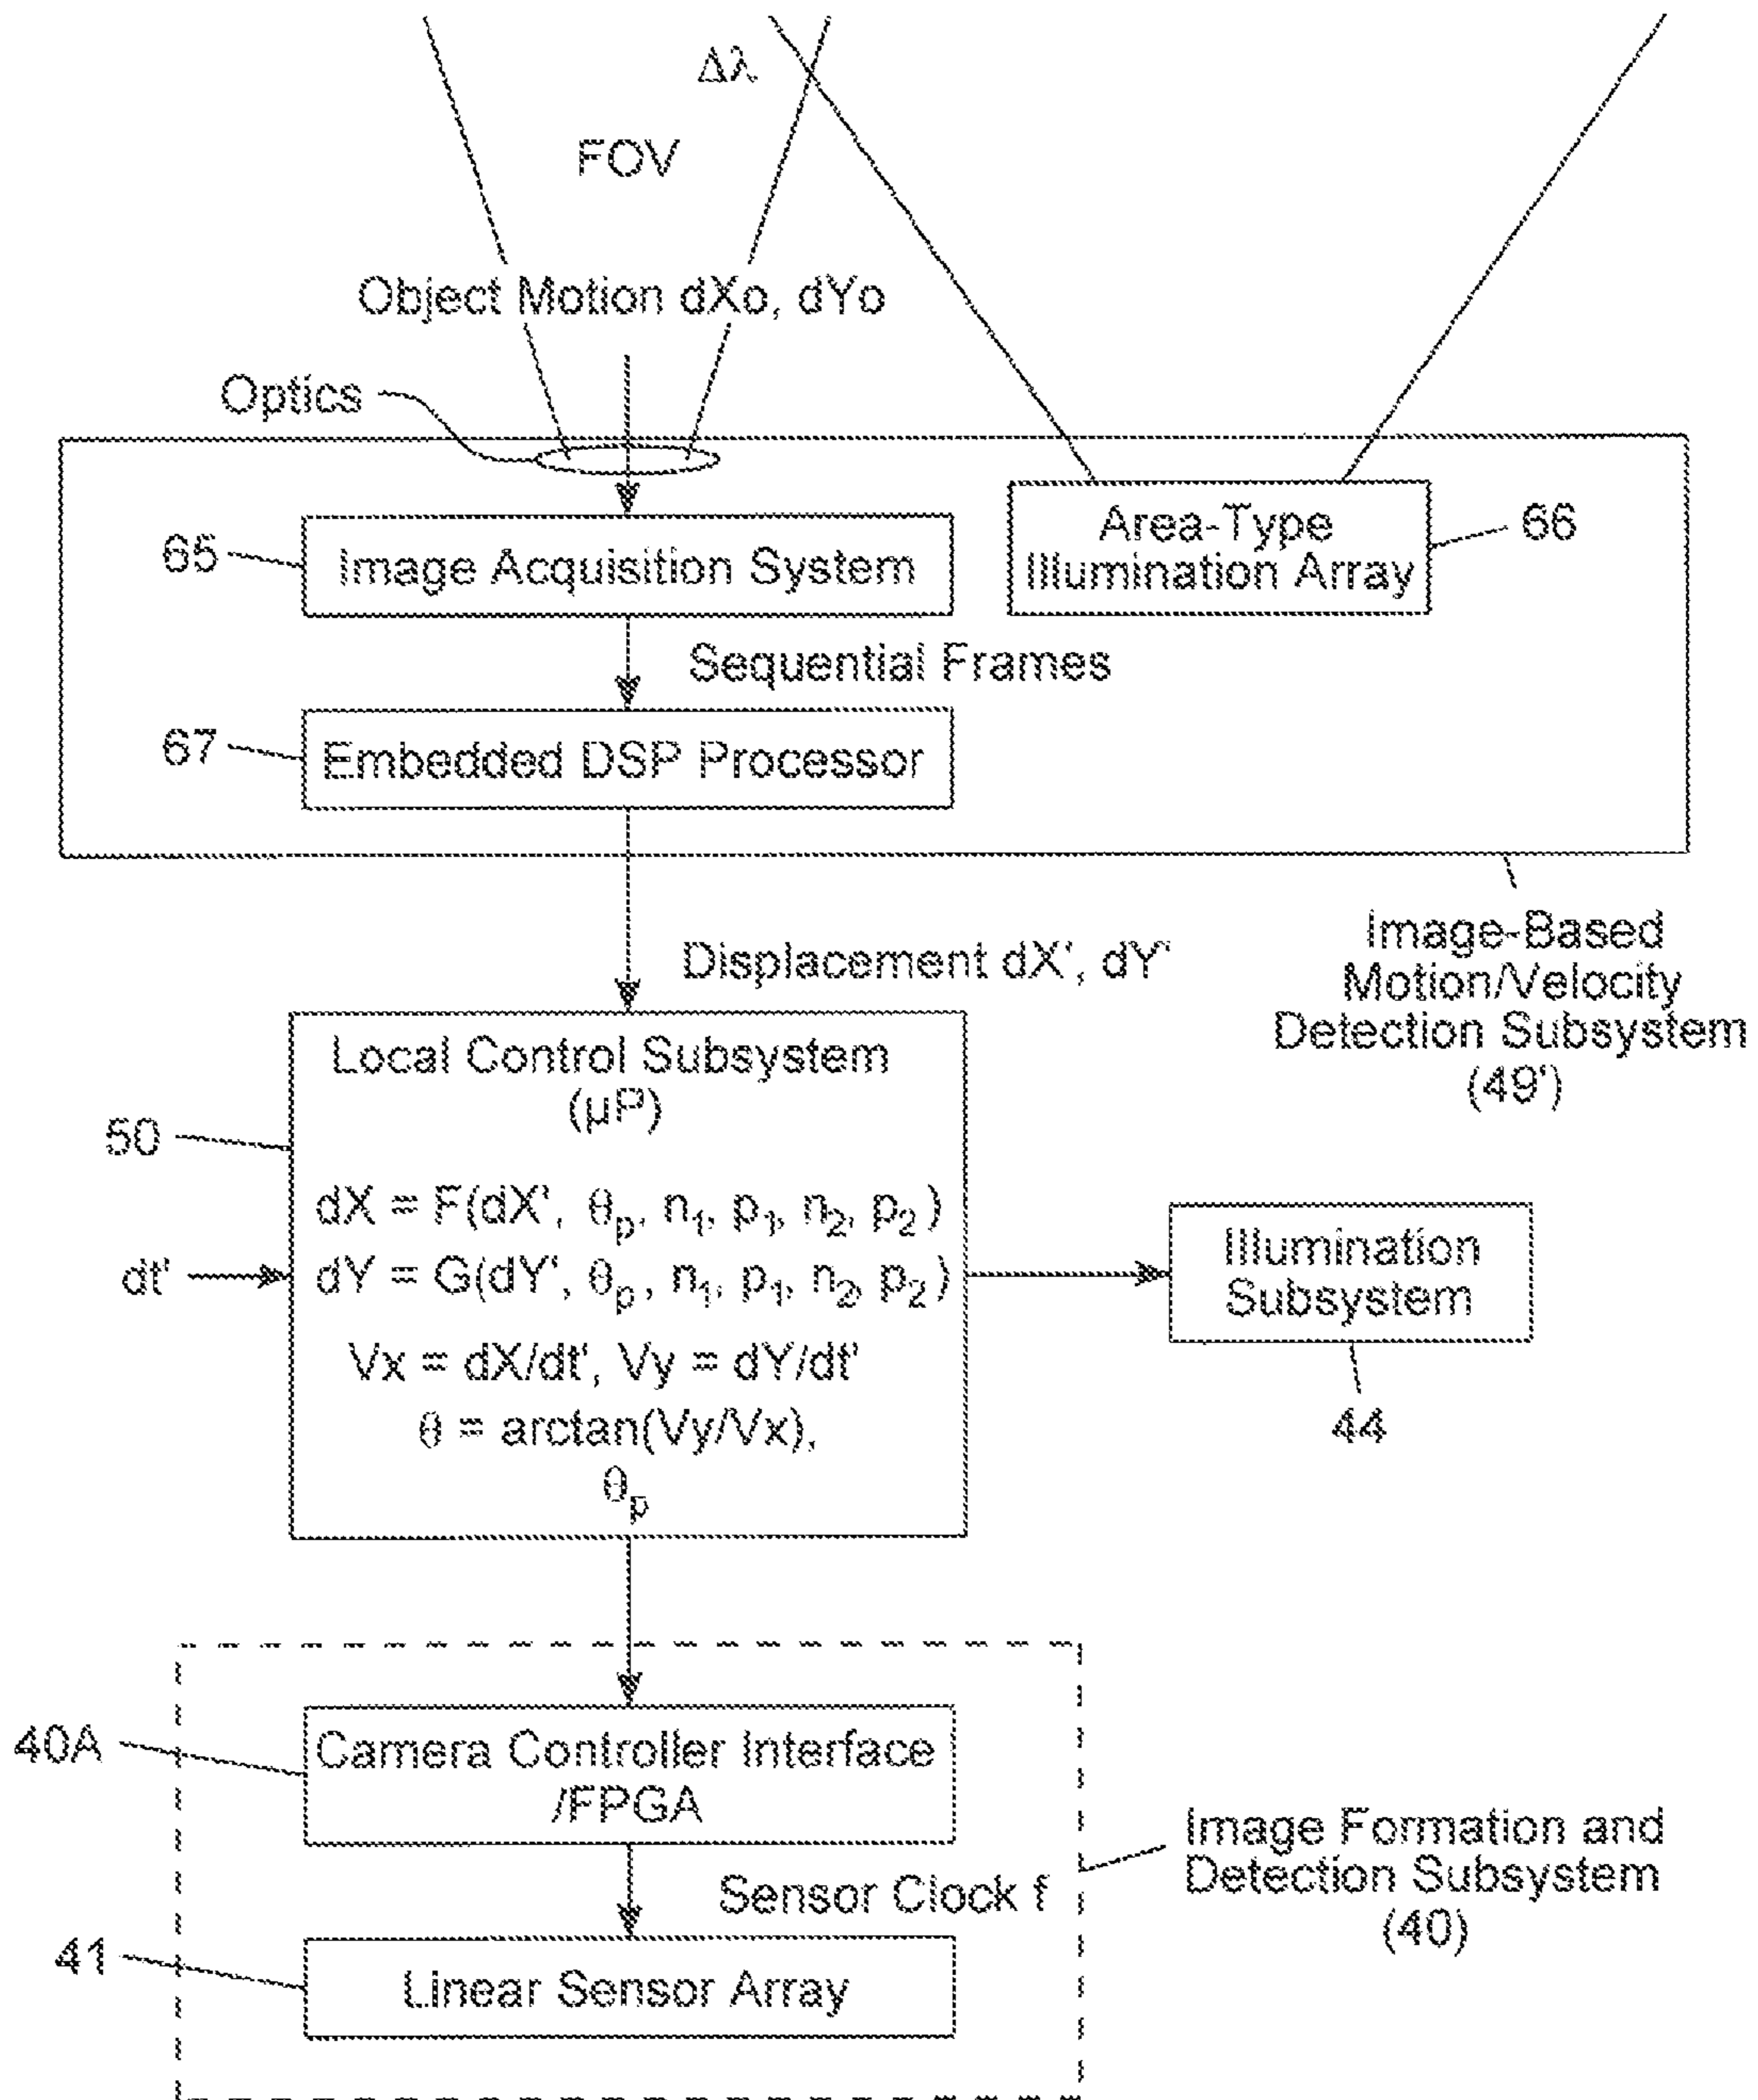 Δλ
FOV
Object Motion dXo, dYo
Optics
65
Image Acquisition System
Area-Type
Illumination Array
66
Sequential Frames
67
Embedded DSP Processor
Displacement dX', dY'
Image-Based
Motion/Velocity
Detection Subsystem
(49')
Local Control Subsystem
(µP)
50
dX = F(dX', θp, n1, p1, n2, p2)
dt'
dY = G(dY', θp, n1, p1, n2, p2)
Vx = dX/dt', Vy = dY/dt'
θ = arctan(Vy/Vx),
θp
Illumination
Subsystem
44
40A
Camera Controller Interface
/FPGA
Sensor Clock f
41
Linear Sensor Array
Image Formation and
Detection Subsystem
(40)